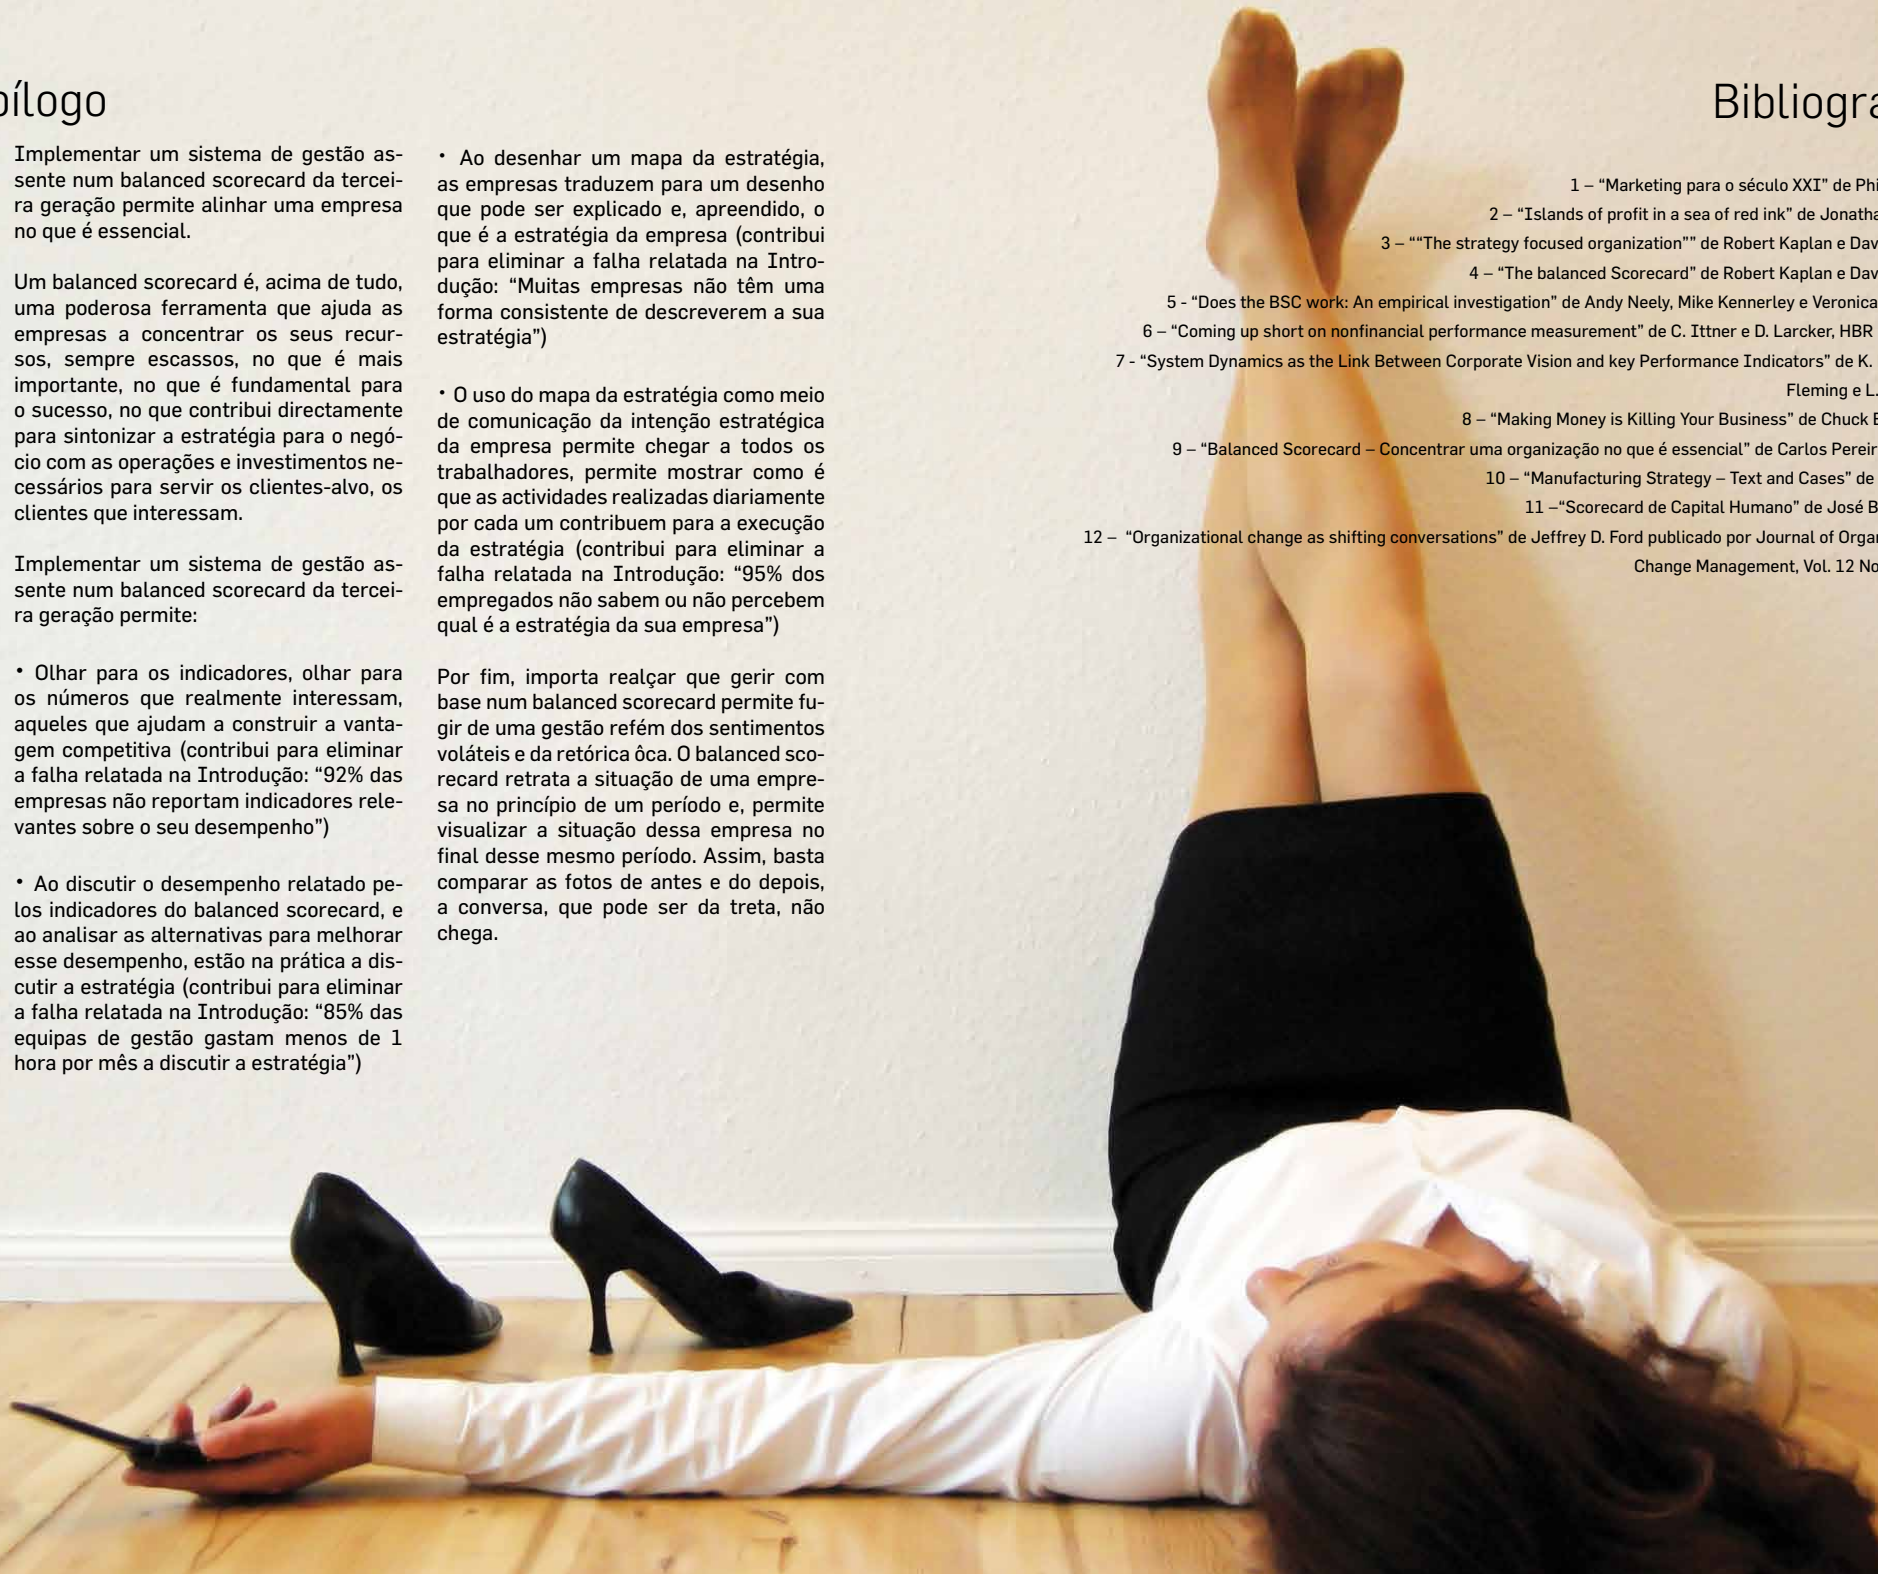 pílogo
Implementar um sistema de gestão as-
sente num balanced scorecard da tercei-
ra geração permite alinhar uma empresa
no que é essencial.
Um balanced scorecard é, acima de tudo,
uma poderosa ferramenta que ajuda as
empresas a concentrar os seus recur-
sos, sempre escassos, no que é mais
importante, no que é fundamental para
o sucesso, no que contribui directamente
para sintonizar a estratégia para o negó-
cio com as operações e investimentos ne-
cessários para servir os clientes-alvo, os
clientes que interessam.
Implementar um sistema de gestão as-
sente num balanced scorecard da tercei-
ra geração permite:
• Olhar para os indicadores, olhar para
os números que realmente interessam,
aqueles que ajudam a construir a vanta-
gem competitiva (contribui para eliminar
a falha relatada na Introdução: “92% das
empresas não reportam indicadores rele-
vantes sobre o seu desempenho”)
• Ao discutir o desempenho relatado pe-
los indicadores do balanced scorecard, e
ao analisar as alternativas para melhorar
esse desempenho, estão na prática a dis-
cutir a estratégia (contribui para eliminar
a falha relatada na Introdução: “85% das
equipas de gestão gastam menos de 1
hora por mês a discutir a estratégia”)
• Ao desenhar um mapa da estratégia,
as empresas traduzem para um desenho
que pode ser explicado e, apreendido, o
que é a estratégia da empresa (contribui
para eliminar a falha relatada na Intro-
dução: “Muitas empresas não têm uma
forma consistente de descreverem a sua
estratégia”)
• O uso do mapa da estratégia como meio
de comunicação da intenção estratégica
da empresa permite chegar a todos os
trabalhadores, permite mostrar como é
que as actividades realizadas diariamente
por cada um contribuem para a execução
da estratégia (contribui para eliminar a
falha relatada na Introdução: “95% dos
empregados não sabem ou não percebem
qual é a estratégia da sua empresa”)
Por fim, importa realçar que gerir com
base num balanced scorecard permite fu-
gir de uma gestão refém dos sentimentos
voláteis e da retórica ôca. O balanced sco-
recard retrata a situação de uma empre-
sa no princípio de um período e, permite
visualizar a situação dessa empresa no
final desse mesmo período. Assim, basta
comparar as fotos de antes e do depois,
a conversa, que pode ser da treta, não
chega.
Bibliogra
1 – “Marketing para o século XXI” de Phi
2 – “Islands of profit in a sea of red ink” de Jonatha
3 – ““The strategy focused organization”” de Robert Kaplan e Dav
4 – “The balanced Scorecard” de Robert Kaplan e Dav
5 - “Does the BSC work: An empirical investigation” de Andy Neely, Mike Kennerley e Veronica
6 – “Coming up short on nonfinancial performance measurement” de C. Ittner e D. Larcker, HBR
7 - “System Dynamics as the Link Between Corporate Vision and key Performance Indicators” de K.
Fleming e L.
8 – “Making Money is Killing Your Business” de Chuck B
9 – “Balanced Scorecard – Concentrar uma organização no que é essencial” de Carlos Pereir
10 – “Manufacturing Strategy – Text and Cases” de
11 –“Scorecard de Capital Humano” de José B
12 – “Organizational change as shifting conversations” de Jeffrey D. Ford publicado por Journal of Organ
Change Management, Vol. 12 No